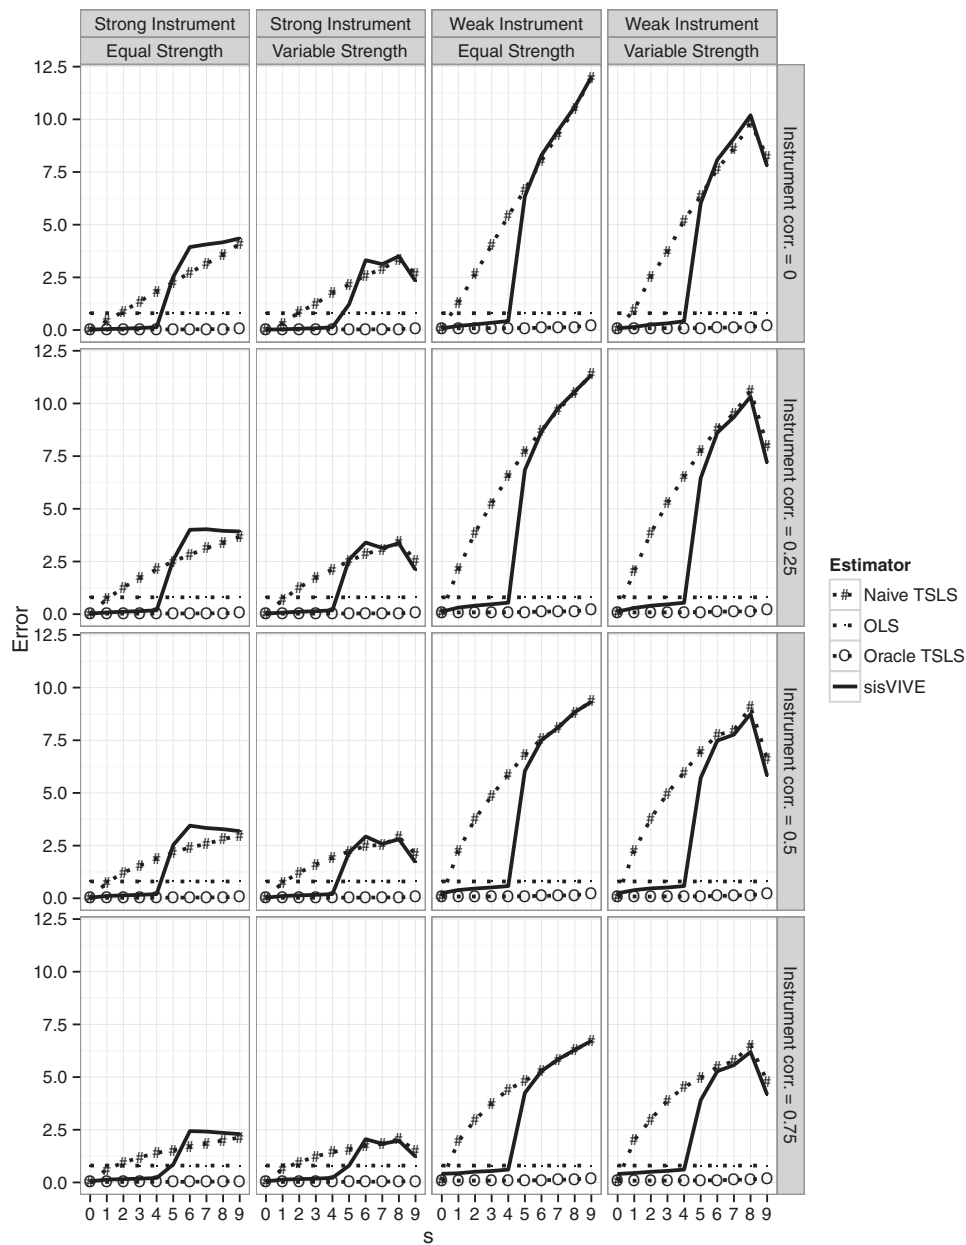 Strong Instrument Strong Instrument Weak Instrument Weak Instrument
Equal Strength Variable Strength Equal Strength Variable Strength
12.5
10.0
7.5
5.0
2.5
0.0
Instrument corr. = 0
12.5
10.0
7.5
5.0
2.5
0.0
Instrument corr. = 0.25
12.5
10.0
7.5
5.0
2.5
0.0
Instrument corr. = 0.5
12.5
10.0
7.5
5.0
2.5
0.0
Instrument corr. = 0.75
Error
0 1 2 3 4 5 6 7 8 9 0 1 2 3 4 5 6 7 8 9 0 1 2 3 4 5 6 7 8 9 0 1 2 3 4 5 6 7 8 9
s
Estimator
# Naive TSLS
OLS
O Oracle TSLS
sisVIVE